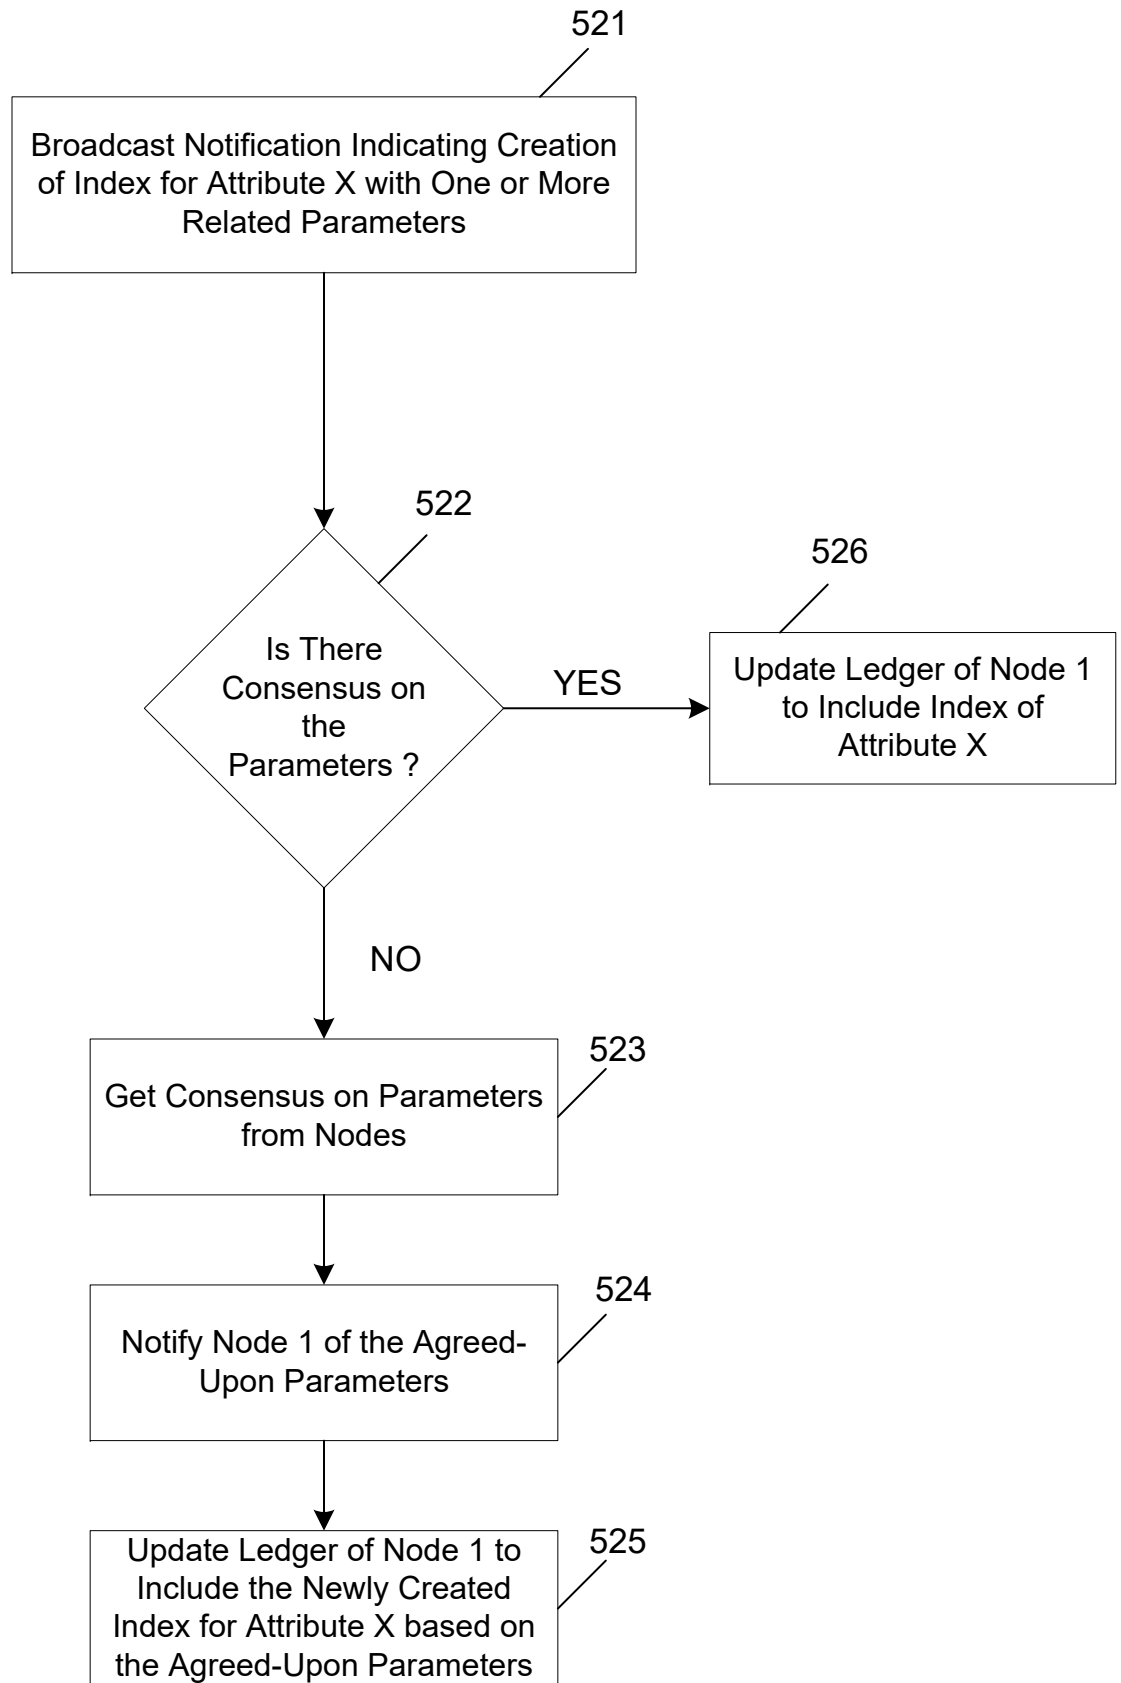 521
Broadcast Notification Indicating Creation
of Index for Attribute X with One or More
Related Parameters
522
Is There
Consensus on
the
Parameters ?
YES
526
Update Ledger of Node 1
to Include Index of
Attribute X
NO
523
Get Consensus on Parameters
from Nodes
524
Notify Node 1 of the Agreed-
Upon Parameters
525
Update Ledger of Node 1 to
Include the Newly Created
Index for Attribute X based on
the Agreed-Upon Parameters